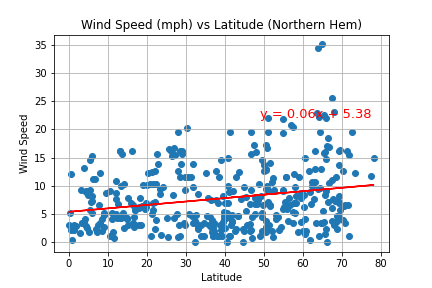 Wind Speed (mph) vs Latitude (Northern Hem)
35
30
25
20
15
10
5
0
Wind Speed
y = 0.06x + 5.38
0 10 20 30 40 50 60 70 80
Latitude